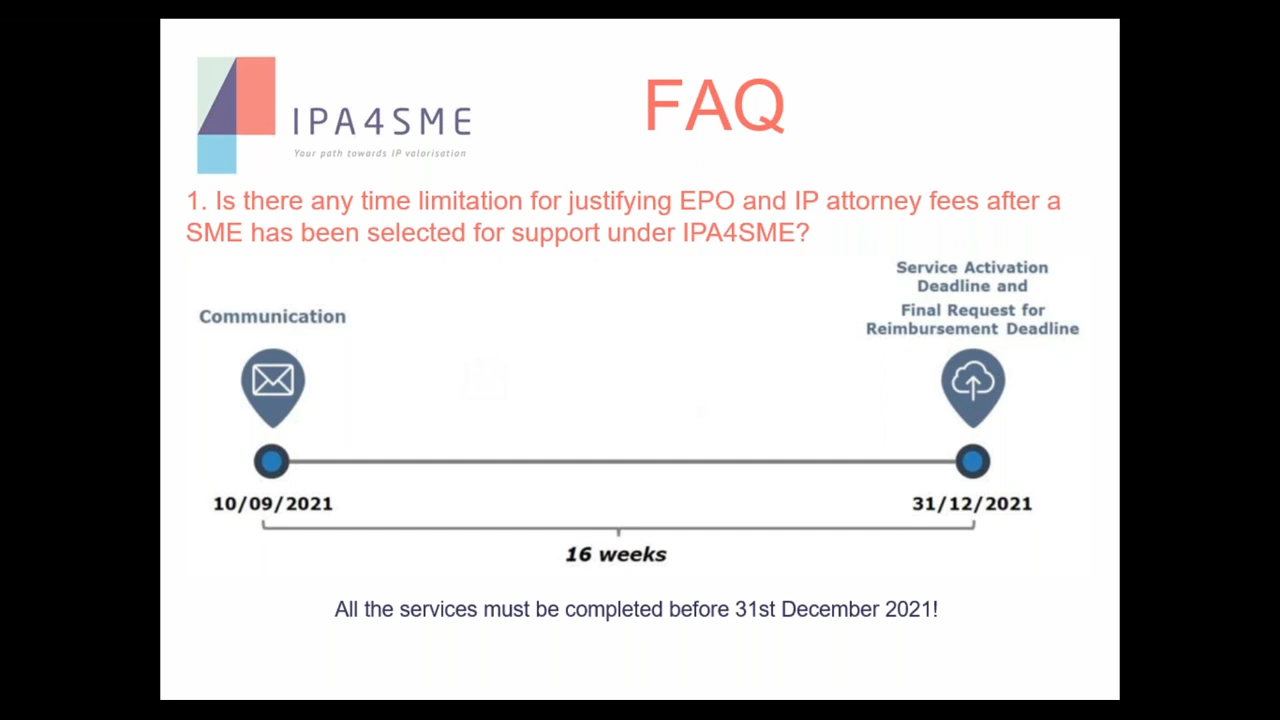 IPA4SME
Your path towards IP valorisation
FAQ
1. Is there any time limitation for justifying EPO and IP attorney fees after a
SME has been selected for support under IPA4SME?
Communication
Service Activation
Deadline and
Final Request for
Reimbursement Deadline
10/09/2021
31/12/2021
16 weeks
All the services must be completed before 31st December 2021!